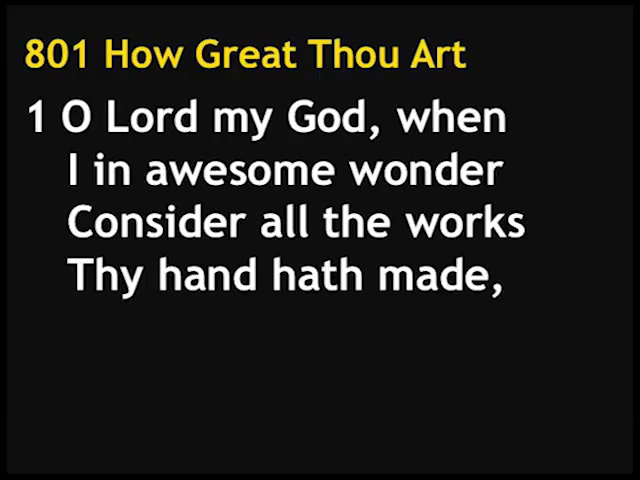 801 How Great Thou Art
1 O Lord my God, when
I in awesome wonder
Consider all the works
Thy hand hath made,